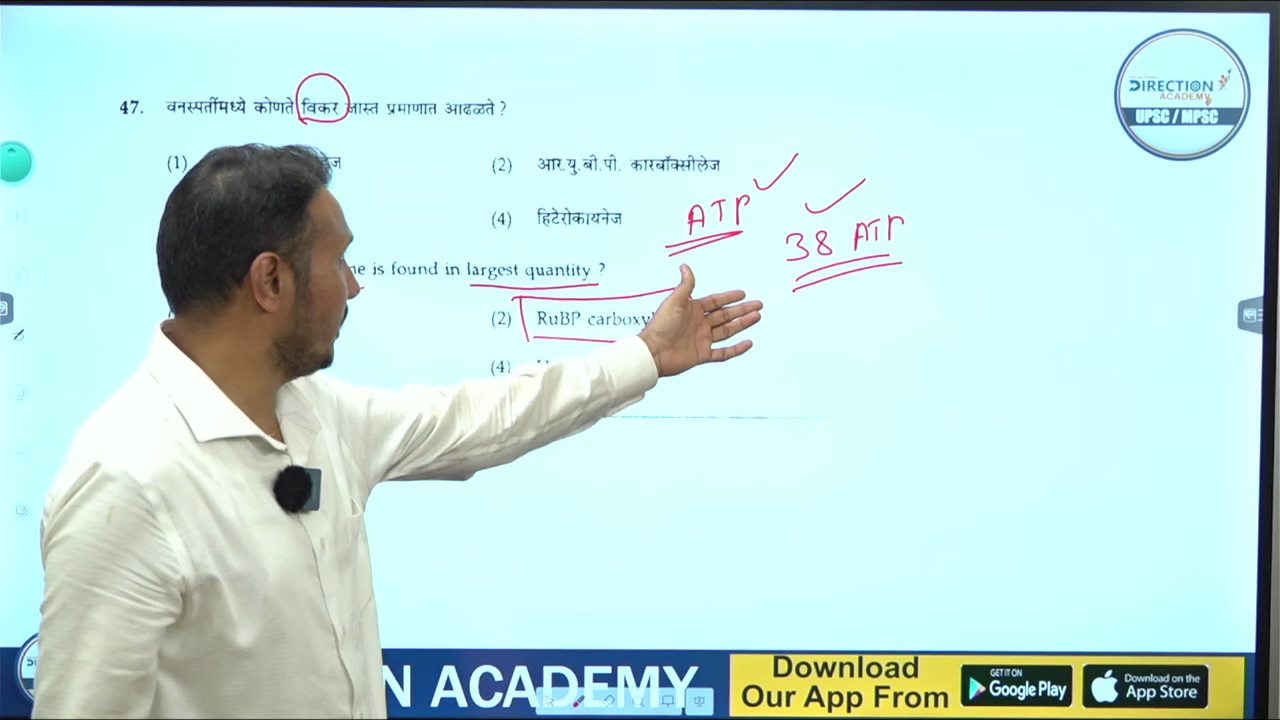 DIRECTION
ACADEMY
UPSC / MPSC
47. वनस्पतींमध्ये कोणते विकर जास्त प्रमाणात आढळते ?
(1)
(2) आर.यु.बी.पी. कारबॉक्सीलेज
(4) हिटेरोकायनेज
ATP
38 ATP
is found in largest quantity ?
(2) RuBP
(4)
N ACADEMY
Download
Our App From
GET IT ON
Google Play
Download on the
App Store